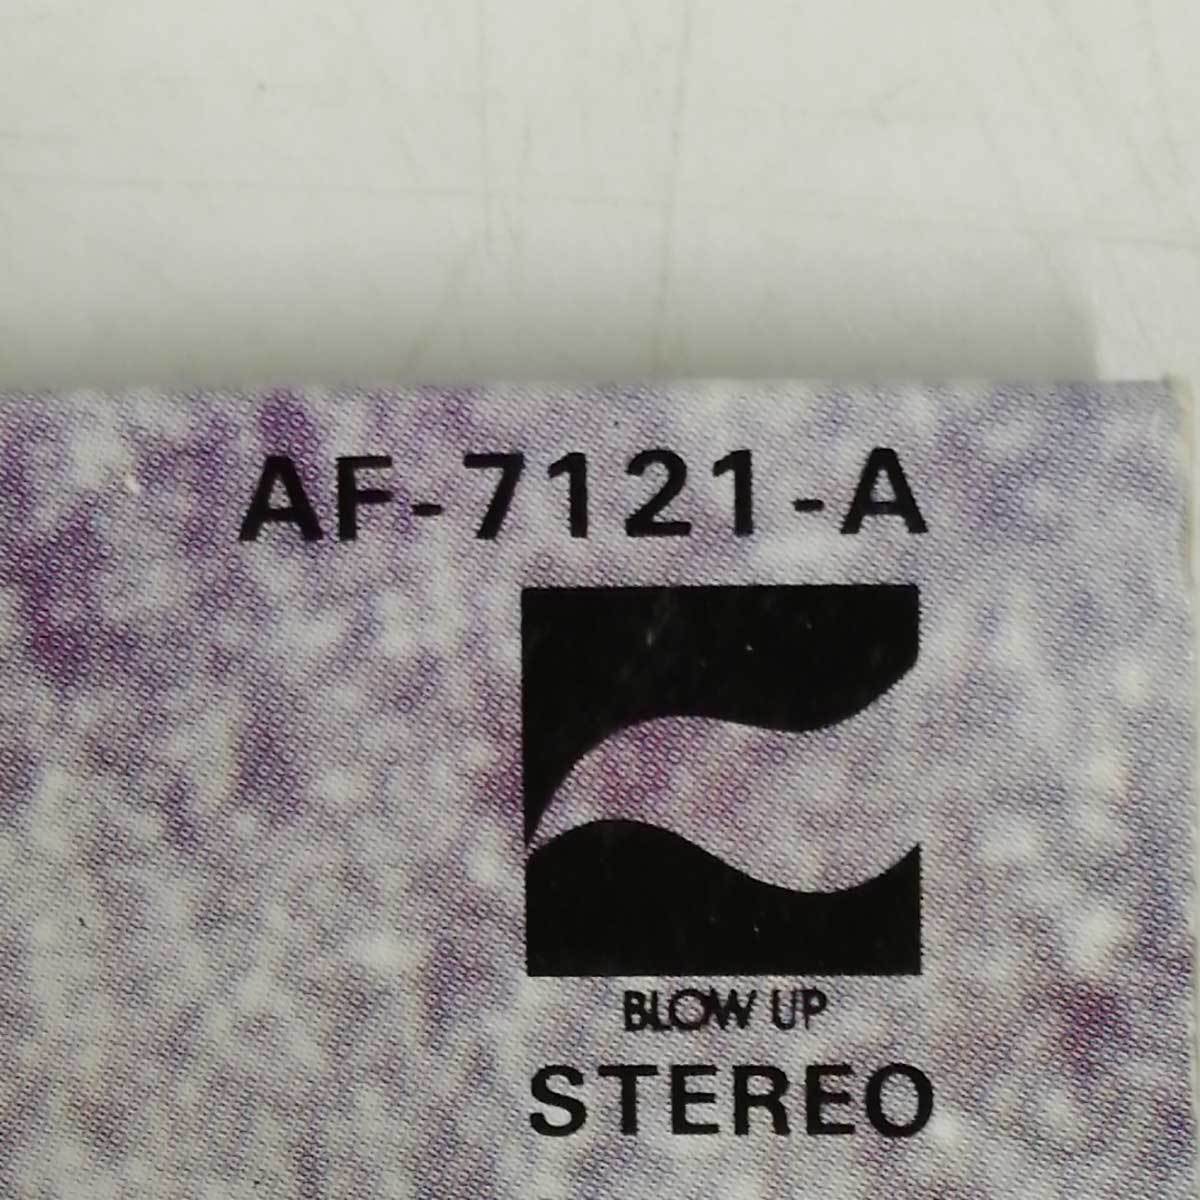 AF-7121-A
BLOW UP
STEREO